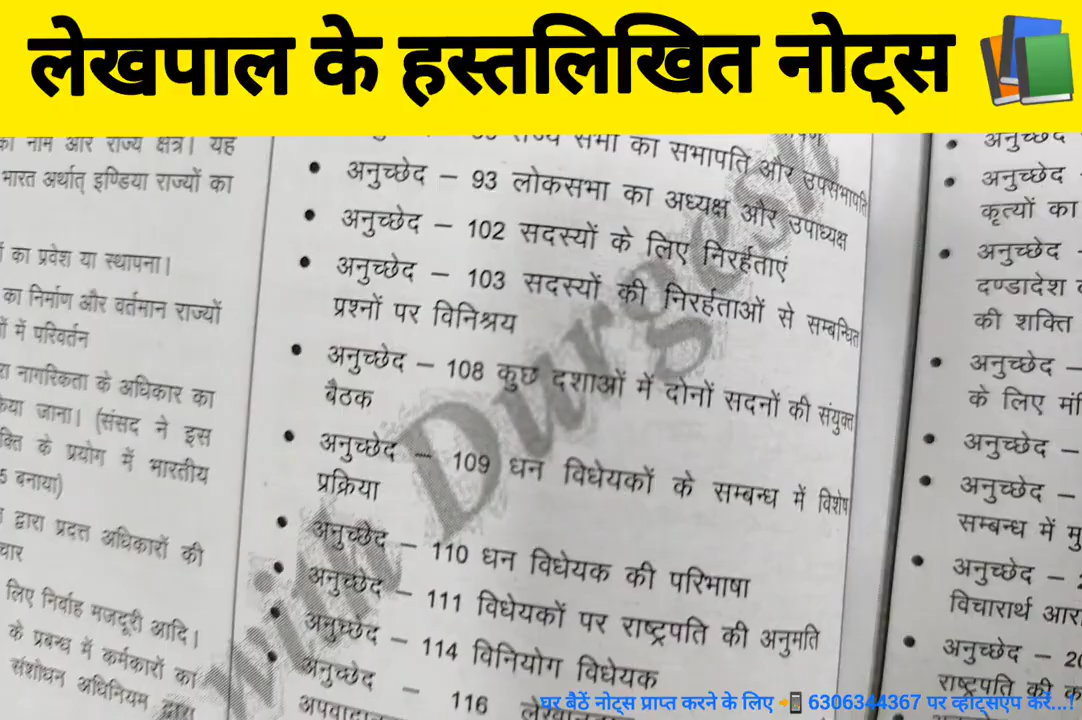 लेखपाल के हस्तलिखित नोट्स
का नाम और राज्य क्षेत्र। यह
भारत अर्थात् इण्डिया राज्यों का
का प्रवेश या स्थापना।
का निर्माण और वर्तमान राज्यों
में परिवर्तन
नागरिकता के अधिकार का
जाना। (संसद ने इस
के प्रयोग में भारतीय
5 बनाया)
द्वारा प्रदत्त अधिकारों की
लिए निर्वाह मजदूरी आदि।
के प्रबन्ध में कर्मकारों का
संशोधन अधिनियम द्वारा
राज्य सभा का सभापति और उपसभापति
• अनुच्छेद – 93 लोकसभा का अध्यक्ष और उपाध्यक्ष
• अनुच्छेद – 102 सदस्यों के लिए निरर्हताएं
• अनुच्छेद – 103 सदस्यों की निरर्हताओं से सम्बन्धित
प्रश्नों पर विनिश्रय
• अनुच्छेद – 108 कुछ दशाओं में दोनों सदनों की संयुक्त
बैठक
• अनुच्छेद – 109 धन विधेयकों के सम्बन्ध में विशेष
प्रक्रिया
• अनुच्छेद – 110 धन विधेयक की परिभाषा
• अनुच्छेद – 111 विधेयकों पर राष्ट्रपति की अनुमति
• अनुच्छेद – 114 विनियोग विधेयक
• अनुच्छेद – 116
• अनुच्छेद
• अनुच्छेद
कृत्यों का
• अनुच्छेद
दण्डादेश
की शक्ति
• अनुच्छेद –
के लिए
• अनुच्छेद –
• अनुच्छेद –
सम्बन्ध में
• अनुच्छेद –
विचारार्थ
• अनुच्छेद –
राष्ट्रपति की
with Durgesh
घर बैठें नोट्स प्राप्त करने के लिए 6306344367 पर व्हाट्सएप करें...!